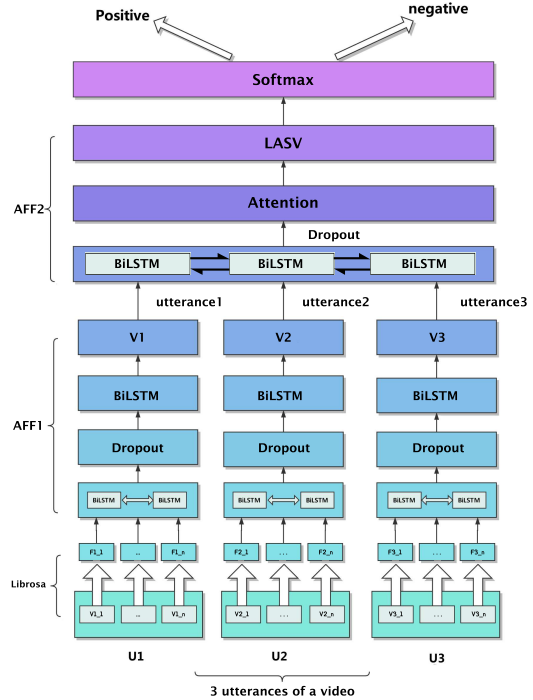 Positive negative
Softmax
LASV
AFF2
Attention
Dropout
BiLSTM BiLSTM BiLSTM
utterance1 utterance2 utterance3
V1 V2 V3
BiLSTM BiLSTM BiLSTM
AFF1
Dropout Dropout Dropout
BiLSTM BiLSTM BiLSTM BiLSTM BiLSTM BiLSTM
F1_1 ... F1_n F2_1 ... F2_n F3_1 ... F3_n
Librosa
V1_1 ... V1_n V2_1 ... V2_n V3_1 ... V3_n
U1 U2 U3
3 utterances of a video